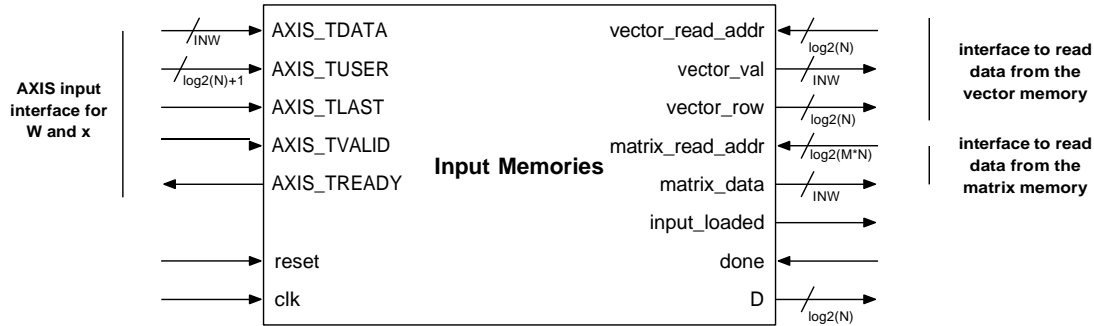 AXIS input
interface for
W and x
INW
log2(N)+1
AXIS_TDATA
AXIS_TUSER
AXIS_TLAST
AXIS_TVALID
AXIS_TREADY
reset
clk
Input Memories
vector_read_addr
vector_val
vector_row
matrix_read_addr
matrix_data
input_loaded
done
D
log2(N)
INW
log2(N)
log2(M*N)
INW
log2(N)
interface to read
data from the
vector memory
interface to read
data from the
matrix memory